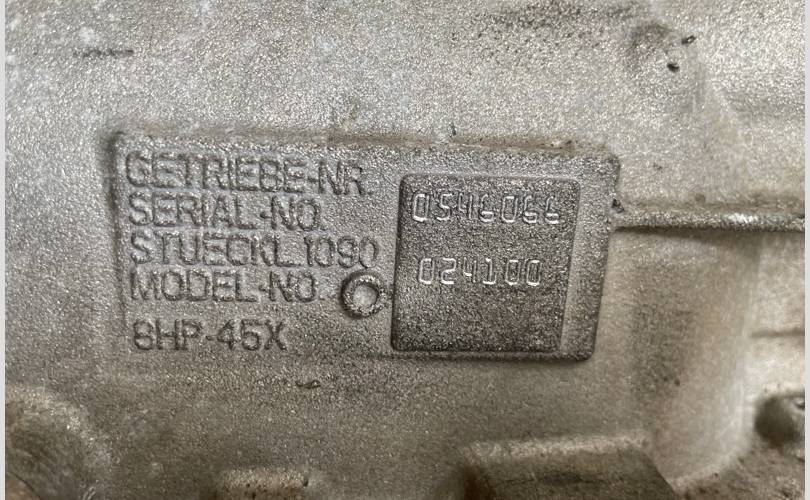 GETRIEBE-NR.
SERIAL-NO. 0546066
STUECKL.1090
MODEL-NO. 024100
8HP-45X